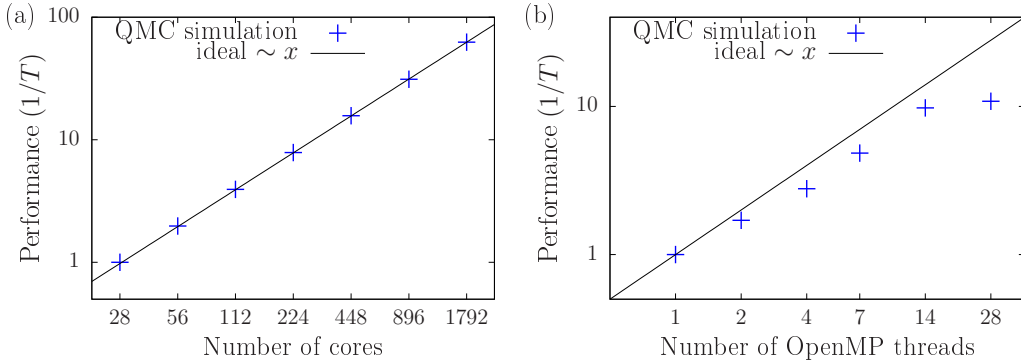 (a)
100
10
1
Performance (1/T)
QMC simulation
ideal ∼ x
28 56 112 224 448 896 1792
Number of cores
(b)
10
1
Performance (1/T)
QMC simulation
ideal ∼ x
1 2 4 7 14 28
Number of OpenMP threads